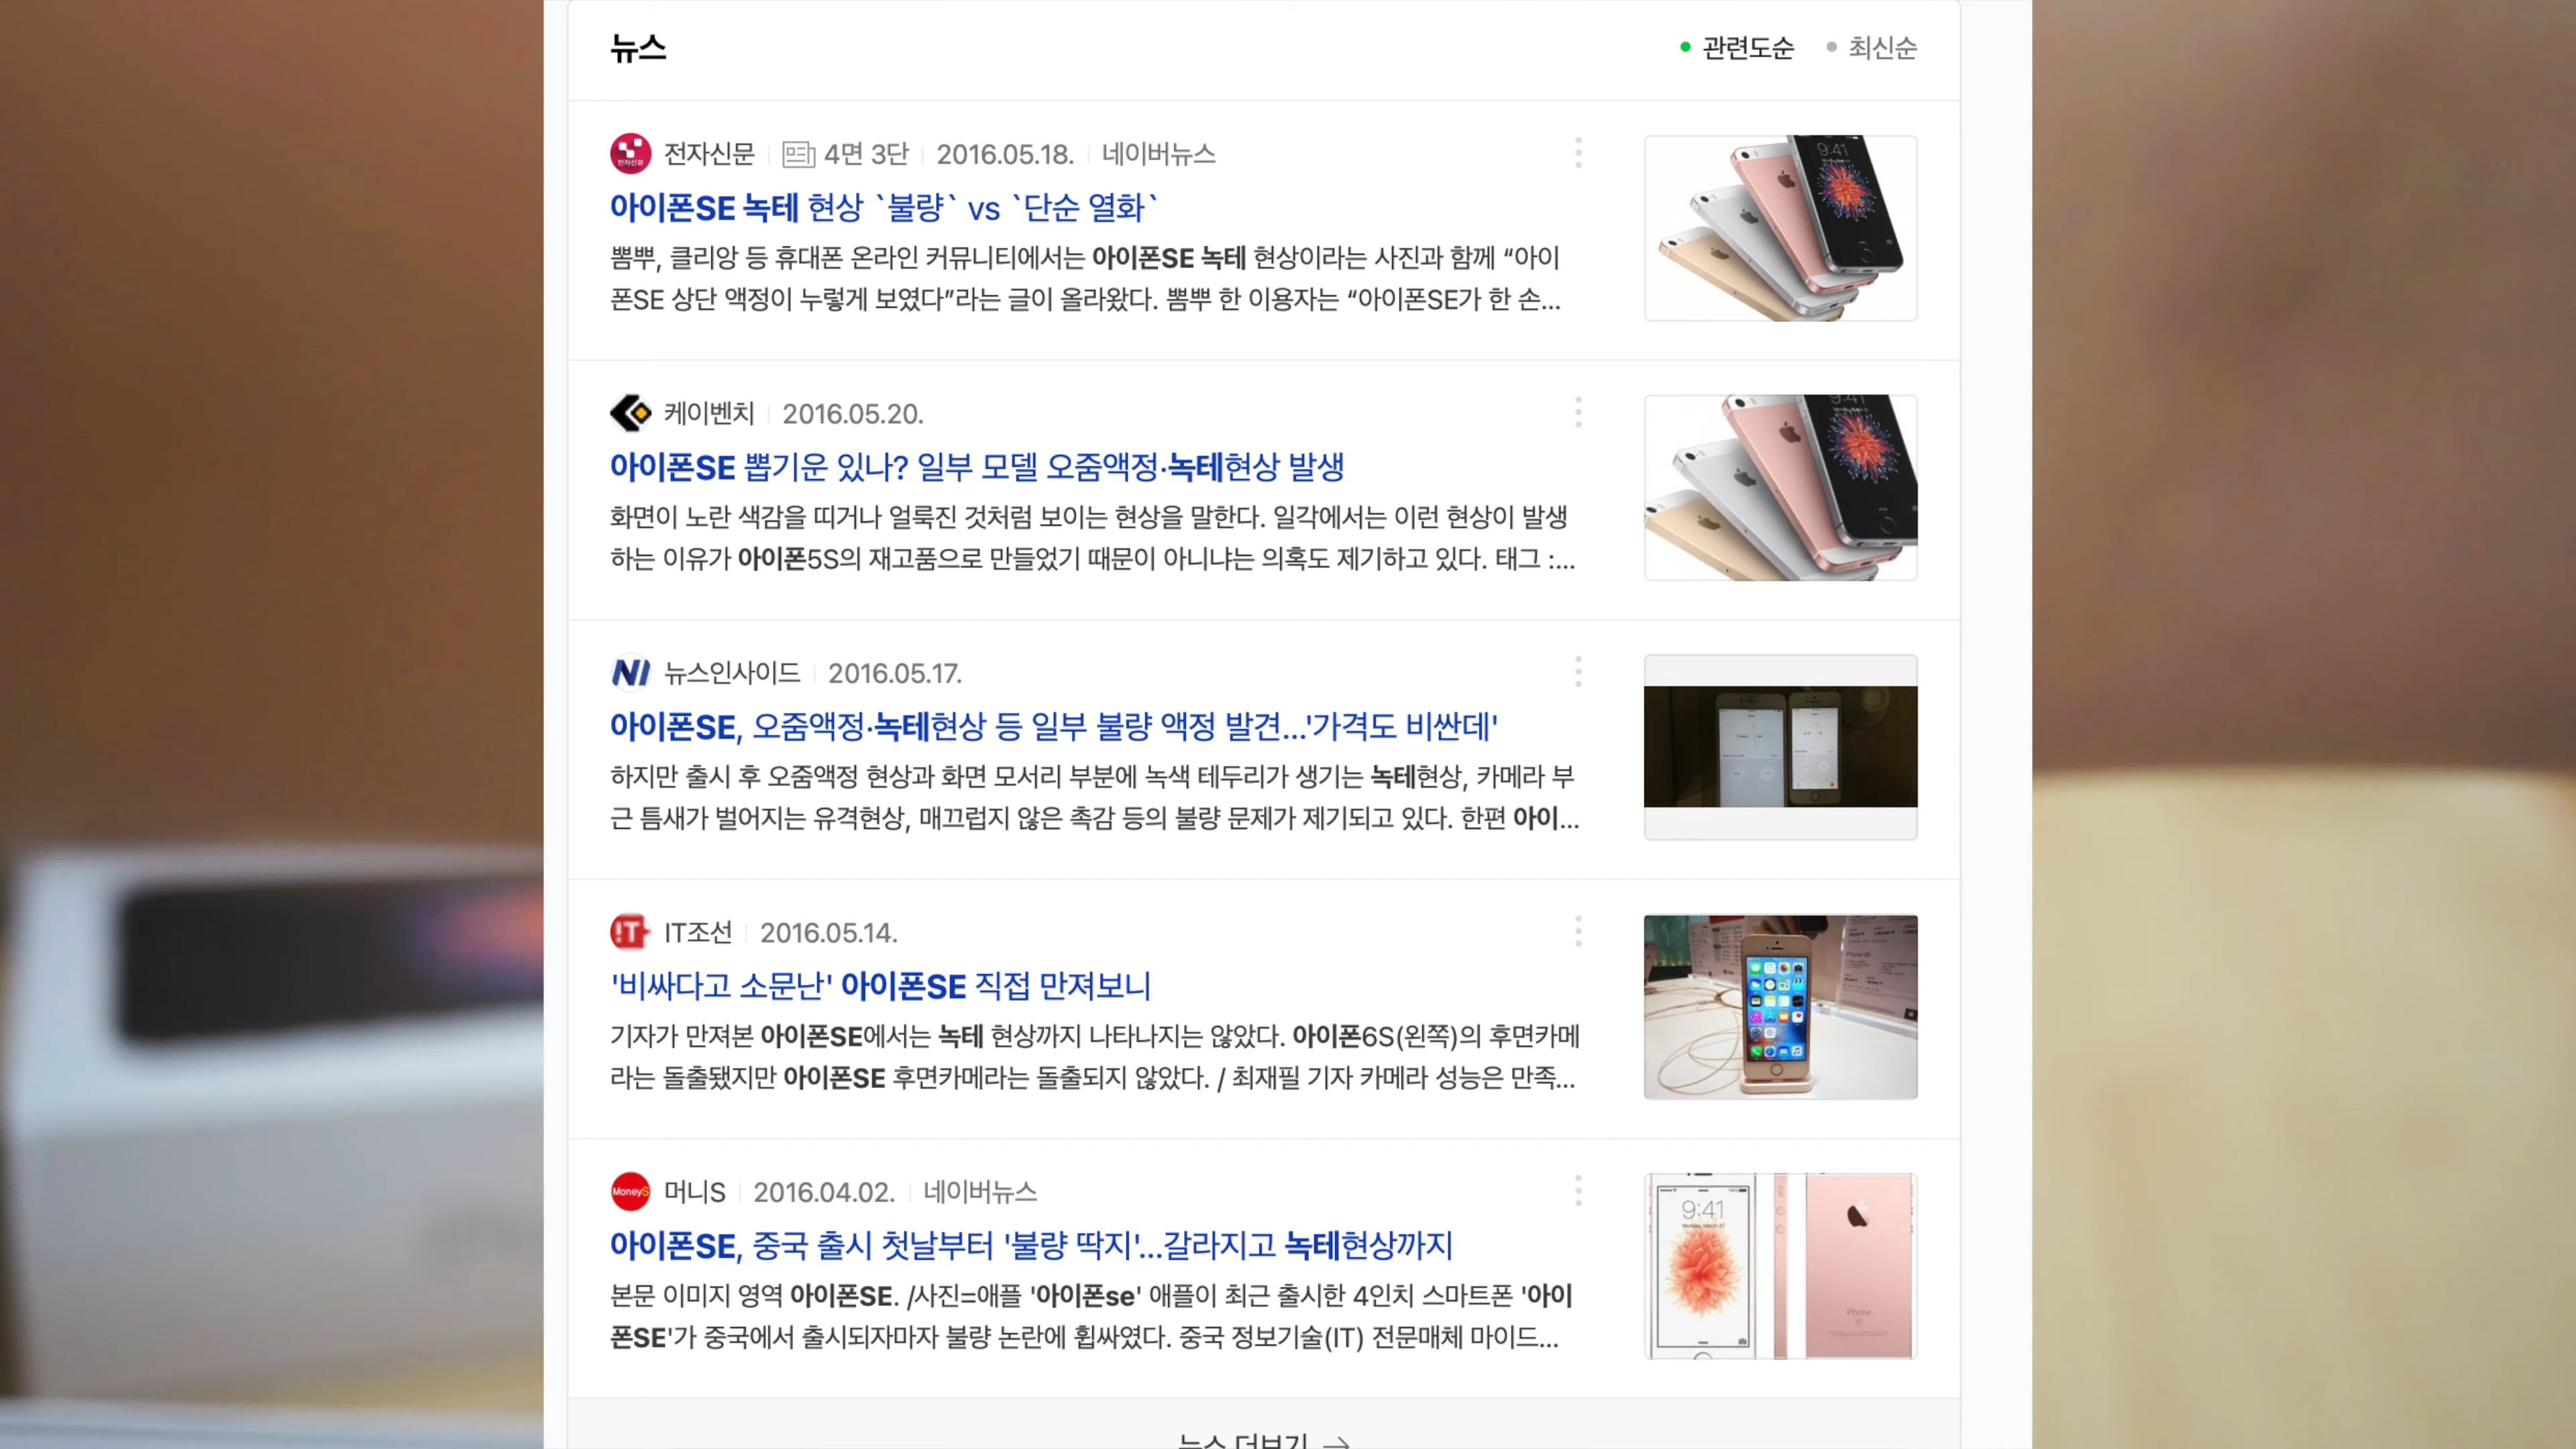 뉴스
관련도순
최신순
전자신문
4면 3단
2016.05.18.
네이버뉴스
아이폰SE 녹테 현상 `불량` vs `단순 열화`
뽐뿌, 클리앙 등 휴대폰 온라인 커뮤니티에서는 아이폰SE 녹테 현상이라는 사진과 함께 “아이
폰SE 상단 액정이 누렇게 보였다”라는 글이 올라왔다. 뽐뿌 한 이용자는 “아이폰SE가 한 손...
케이벤치
2016.05.20.
아이폰SE 뽑기운 있나? 일부 모델 오줌액정·녹테현상 발생
화면이 노란 색감을 띠거나 얼룩진 것처럼 보이는 현상을 말한다. 일각에서는 이런 현상이 발생
하는 이유가 아이폰5S의 재고품으로 만들었기 때문이 아니냐는 의혹도 제기하고 있다. 태그 :...
뉴스인사이드
2016.05.17.
아이폰SE, 오줌액정·녹테현상 등 일부 불량 액정 발견...'가격도 비싼데'
하지만 출시 후 오줌액정 현상과 화면 모서리 부분에 녹색 테두리가 생기는 녹테현상, 카메라 부
근 틈새가 벌어지는 유격현상, 매끄럽지 않은 촉감 등의 불량 문제가 제기되고 있다. 한편 아이...
IT조선
2016.05.14.
'비싸다고 소문난' 아이폰SE 직접 만져보니
기자가 만져본 아이폰SE에서는 녹테 현상까지 나타나지는 않았다. 아이폰6S(왼쪽)의 후면카메
라는 돌출됐지만 아이폰SE 후면카메라는 돌출되지 않았다. / 최재필 기자 카메라 성능은 만족...
MoneyS
머니S
2016.04.02.
네이버뉴스
아이폰SE, 중국 출시 첫날부터 '불량 딱지'...갈라지고 녹테현상까지
본문 이미지 영역 아이폰SE. /사진=애플 '아이폰se' 애플이 최근 출시한 4인치 스마트폰 '아이
폰SE'가 중국에서 출시되자마자 불량 논란에 휩싸였다. 중국 정보기술(IT) 전문매체 마이드...
9:41
iPhone
뉴스 더보기 →